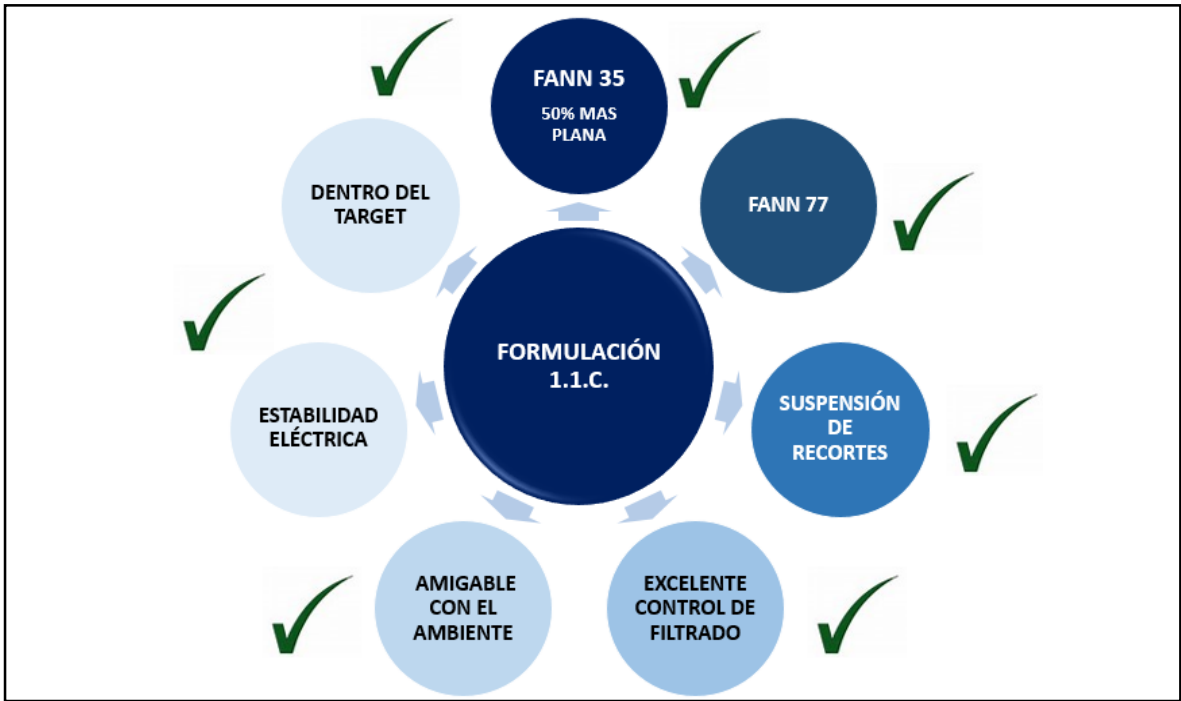 FANN 35
50% MAS
PLANA
FANN 77
SUSPENSIÓN
DE
RECORTES
EXCELENTE
CONTROL DE
FILTRADO
AMIGABLE
CON EL
AMBIENTE
ESTABILIDAD
ELÉCTRICA
DENTRO DEL
TARGET
FORMULACIÓN
1.1.C.